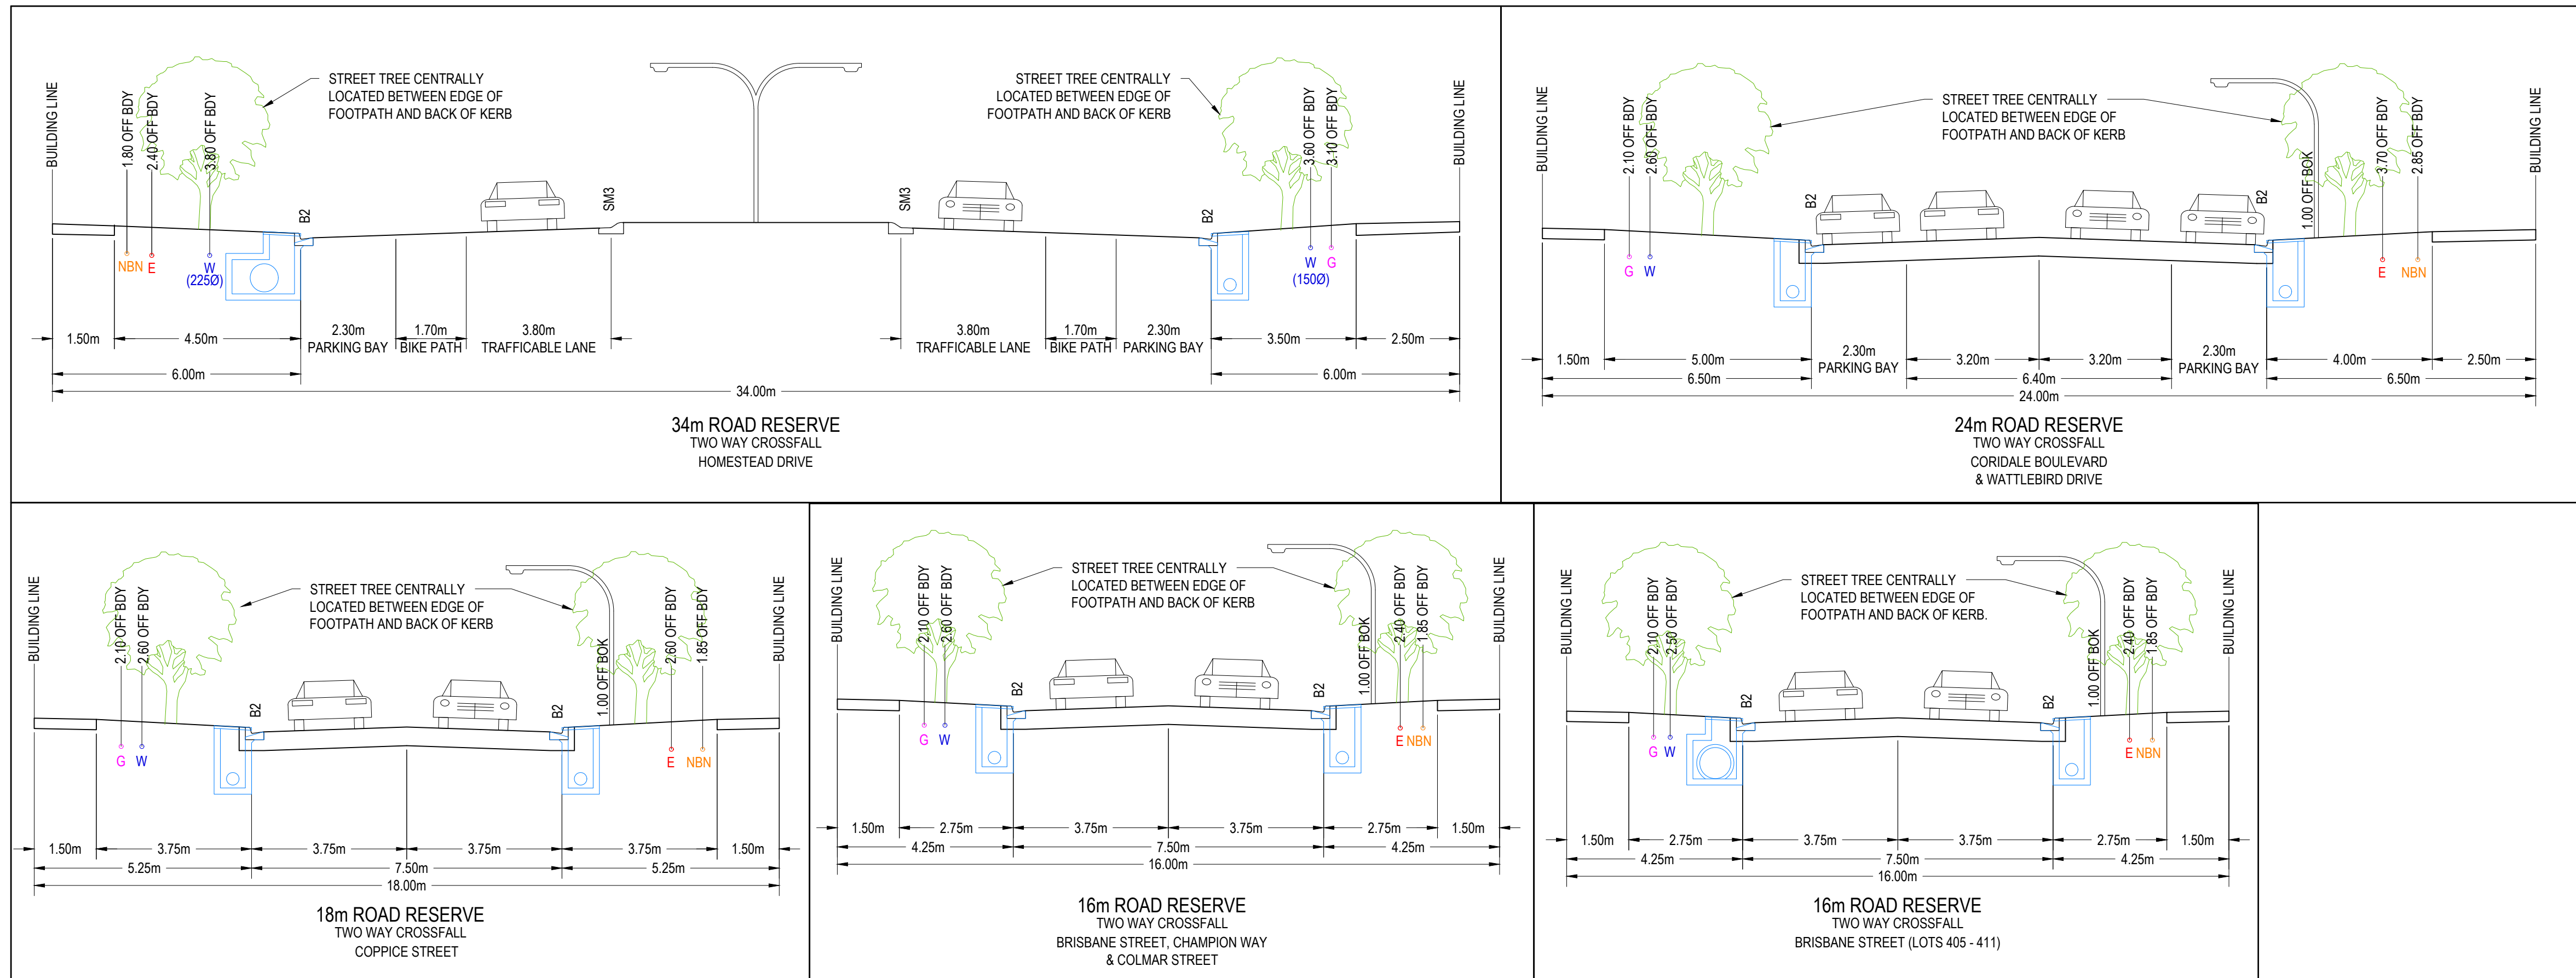 BUILDING LINE
1.80 OFF BDY
2.40 OFF BDY
3.80 OFF BDY
STREET TREE CENTRALLY
LOCATED BETWEEN EDGE OF
FOOTPATH AND BACK OF KERB
B2
SM3
SM3
STREET TREE CENTRALLY
LOCATED BETWEEN EDGE OF
FOOTPATH AND BACK OF KERB
B2
3.60 OFF BDY
3.10 OFF BDY
BUILDING LINE
NBN E
W
(225Ø)
W G
(150Ø)
1.50m
4.50m
2.30m
PARKING BAY
1.70m
BIKE PATH
3.80m
TRAFFICABLE LANE
3.80m
TRAFFICABLE LANE
1.70m
BIKE PATH
2.30m
PARKING BAY
3.50m
2.50m
6.00m
6.00m
34.00m
34m ROAD RESERVE
TWO WAY CROSSFALL
HOMESTEAD DRIVE
BUILDING LINE
2.10 OFF BDY
2.60 OFF BDY
STREET TREE CENTRALLY
LOCATED BETWEEN EDGE OF
FOOTPATH AND BACK OF KERB
B2
B2
1.00 OFF BOK
3.70 OFF BDY
2.85 OFF BDY
BUILDING LINE
G W
E NBN
1.50m
5.00m
2.30m
PARKING BAY
3.20m
3.20m
2.30m
PARKING BAY
4.00m
2.50m
6.50m
6.40m
6.50m
24.00m
24m ROAD RESERVE
TWO WAY CROSSFALL
CORIDALE BOULEVARD
& WATTLEBIRD DRIVE
BUILDING LINE
2.10 OFF BDY
2.60 OFF BDY
STREET TREE CENTRALLY
LOCATED BETWEEN EDGE OF
FOOTPATH AND BACK OF KERB
B2
B2
1.00 OFF BOK
2.60 OFF BDY
1.85 OFF BDY
BUILDING LINE
G W
E NBN
1.50m
3.75m
3.75m
3.75m
3.75m
1.50m
5.25m
7.50m
5.25m
18.00m
18m ROAD RESERVE
TWO WAY CROSSFALL
COPPICE STREET
BUILDING LINE
2.10 OFF BDY
2.60 OFF BDY
STREET TREE CENTRALLY
LOCATED BETWEEN EDGE OF
FOOTPATH AND BACK OF KERB
B2
B2
1.00 OFF BOK
2.40 OFF BDY
1.85 OFF BDY
BUILDING LINE
G W
E NBN
1.50m
2.75m
3.75m
3.75m
2.75m
1.50m
4.25m
7.50m
4.25m
16.00m
16m ROAD RESERVE
TWO WAY CROSSFALL
BRISBANE STREET, CHAMPION WAY
& COLMAR STREET
BUILDING LINE
2.10 OFF BDY
2.50 OFF BDY
STREET TREE CENTRALLY
LOCATED BETWEEN EDGE OF
FOOTPATH AND BACK OF KERB.
B2
B2
1.00 OFF BOK
2.40 OFF BDY
1.85 OFF BDY
BUILDING LINE
G W
E NBN
1.50m
2.75m
3.75m
3.75m
2.75m
1.50m
4.25m
7.50m
4.25m
16.00m
16m ROAD RESERVE
TWO WAY CROSSFALL
BRISBANE STREET (LOTS 405 - 411)